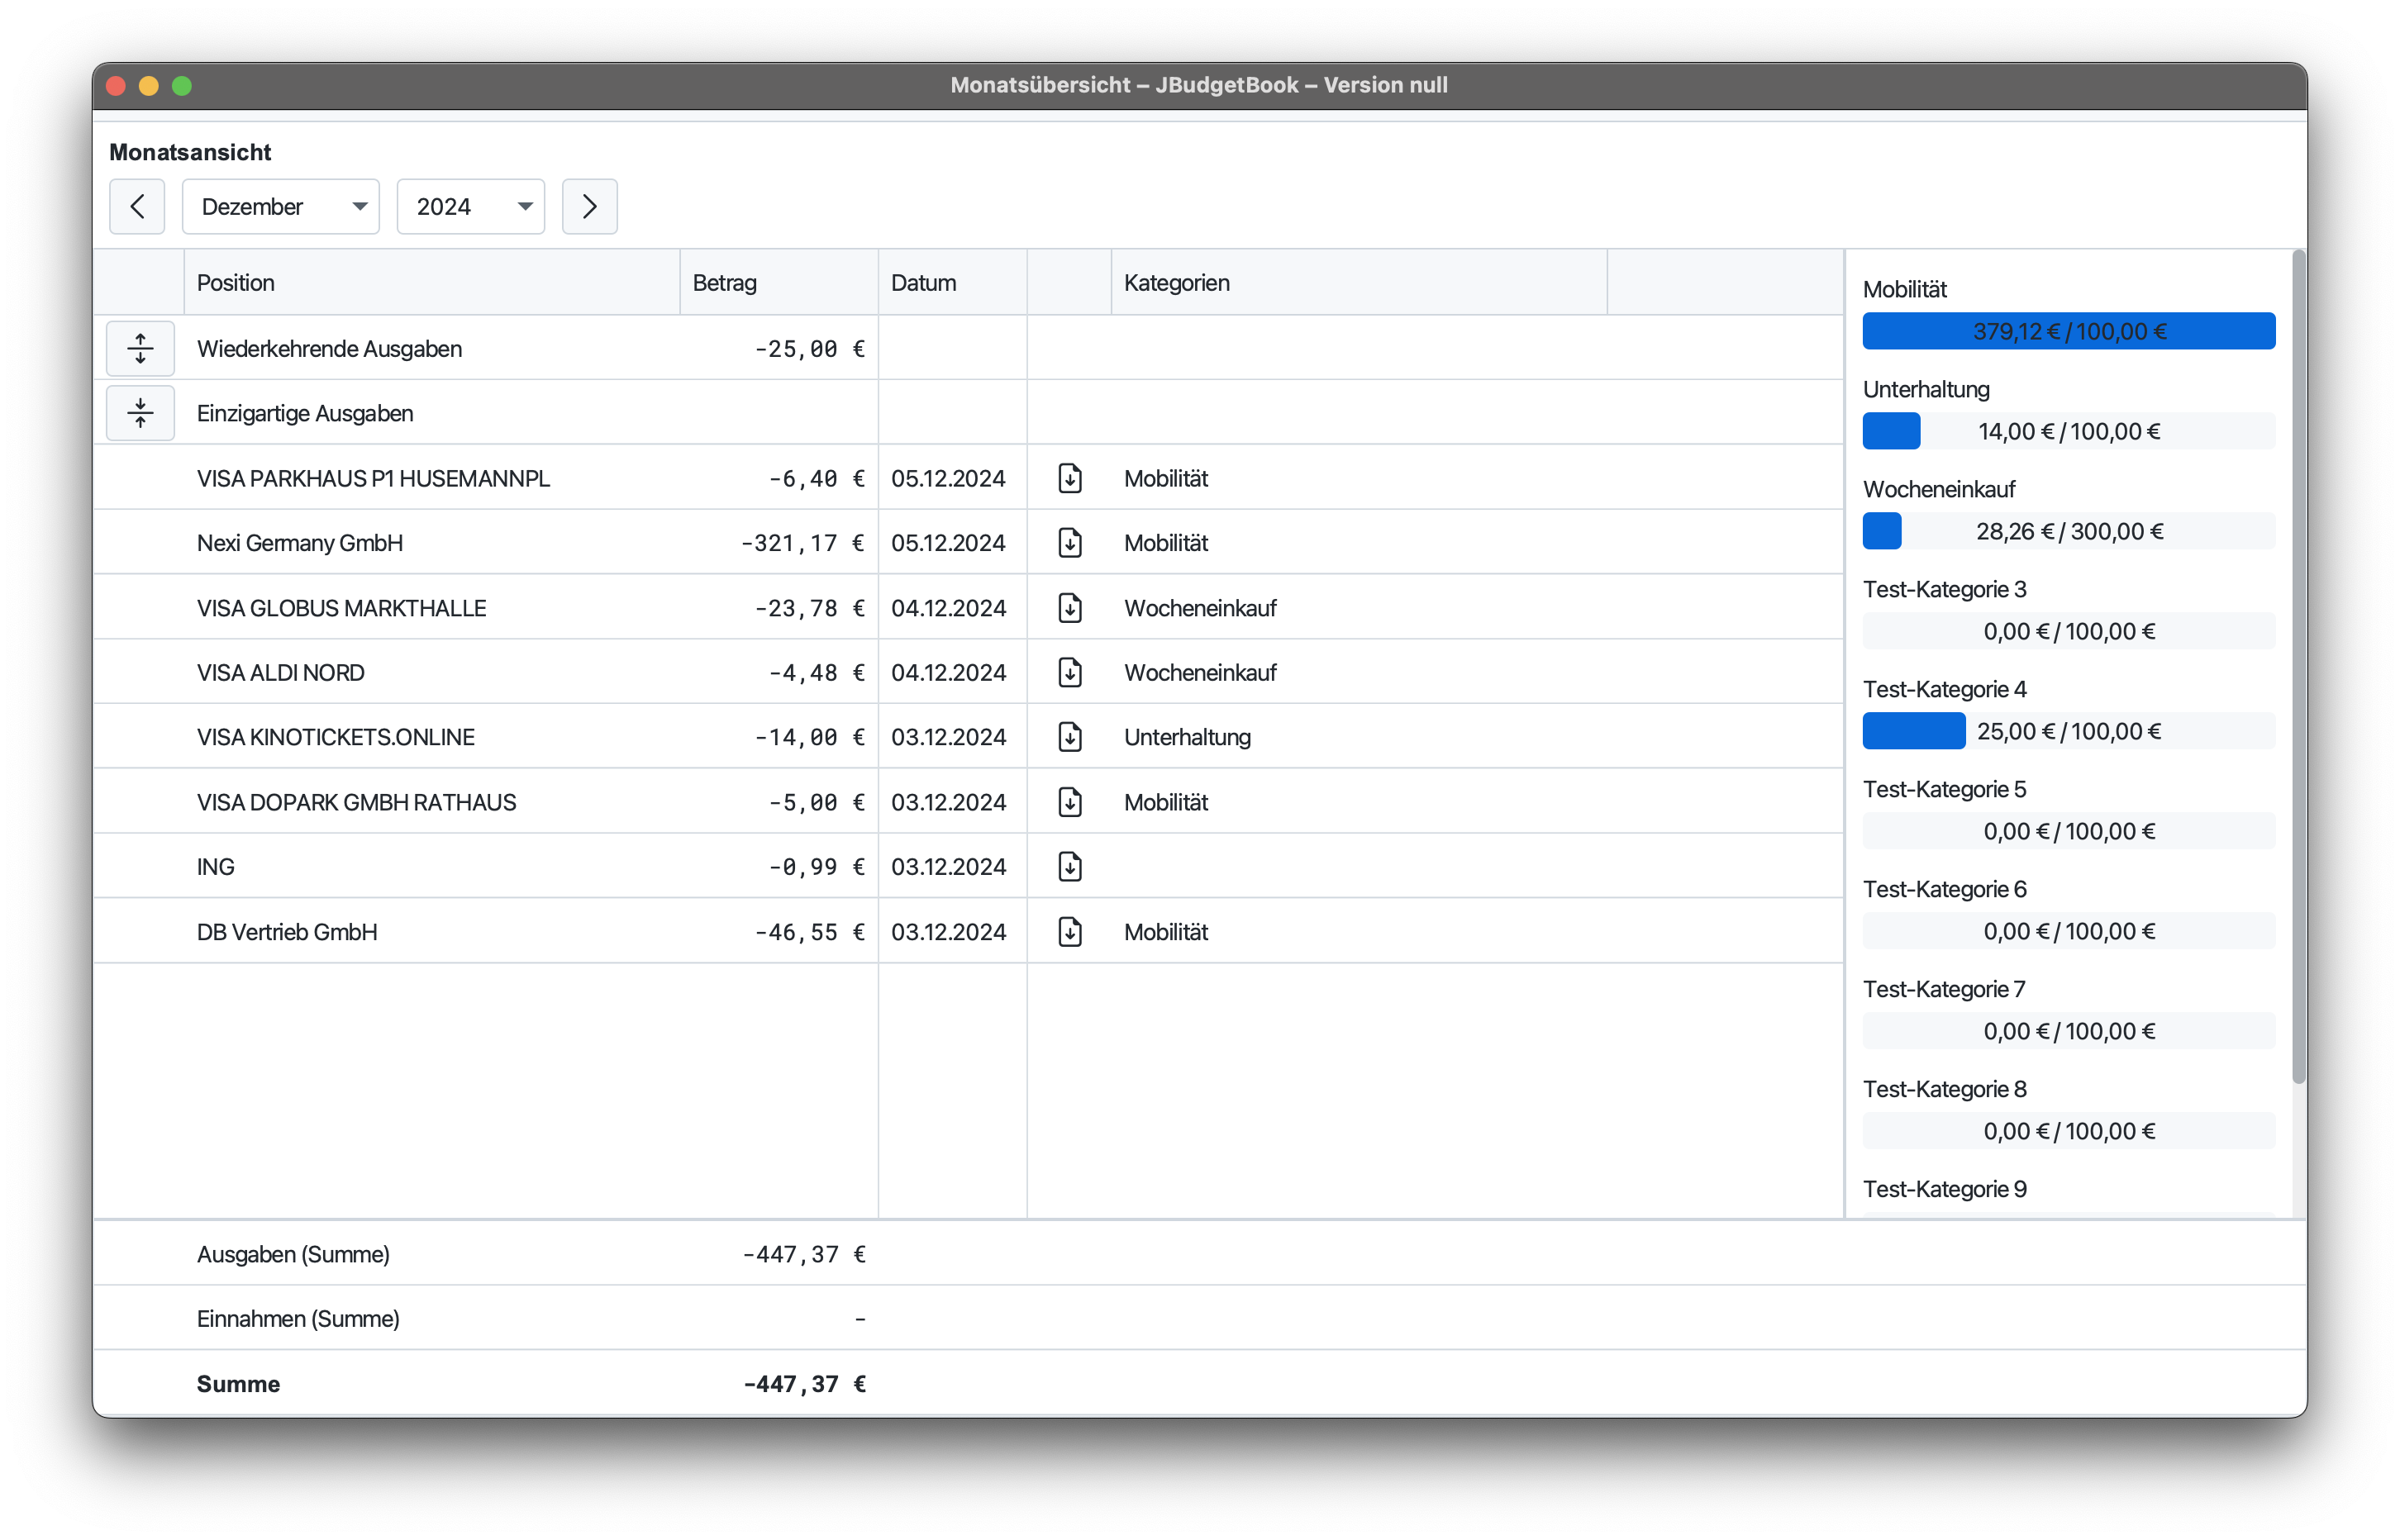 Monatsübersicht – JBudgetBook – Version null
Monatsansicht
Dezember 2024
Position Betrag Datum Kategorien
Wiederkehrende Ausgaben -25,00 €
Einzigartige Ausgaben
VISA PARKHAUS P1 HUSEMANNPL -6,40 € 05.12.2024 Mobilität
Nexi Germany GmbH -321,17 € 05.12.2024 Mobilität
VISA GLOBUS MARKTHALLE -23,78 € 04.12.2024 Wocheneinkauf
VISA ALDI NORD -4,48 € 04.12.2024 Wocheneinkauf
VISA KINOTICKETS.ONLINE -14,00 € 03.12.2024 Unterhaltung
VISA DOPARK GMBH RATHAUS -5,00 € 03.12.2024 Mobilität
ING -0,99 € 03.12.2024
DB Vertrieb GmbH -46,55 € 03.12.2024 Mobilität
Mobilität
379,12 € / 100,00 €
Unterhaltung
14,00 € / 100,00 €
Wocheneinkauf
28,26 € / 300,00 €
Test-Kategorie 3
0,00 € / 100,00 €
Test-Kategorie 4
25,00 € / 100,00 €
Test-Kategorie 5
0,00 € / 100,00 €
Test-Kategorie 6
0,00 € / 100,00 €
Test-Kategorie 7
0,00 € / 100,00 €
Test-Kategorie 8
0,00 € / 100,00 €
Test-Kategorie 9
Ausgaben (Summe) -447,37 €
Einnahmen (Summe) -
Summe -447,37 €